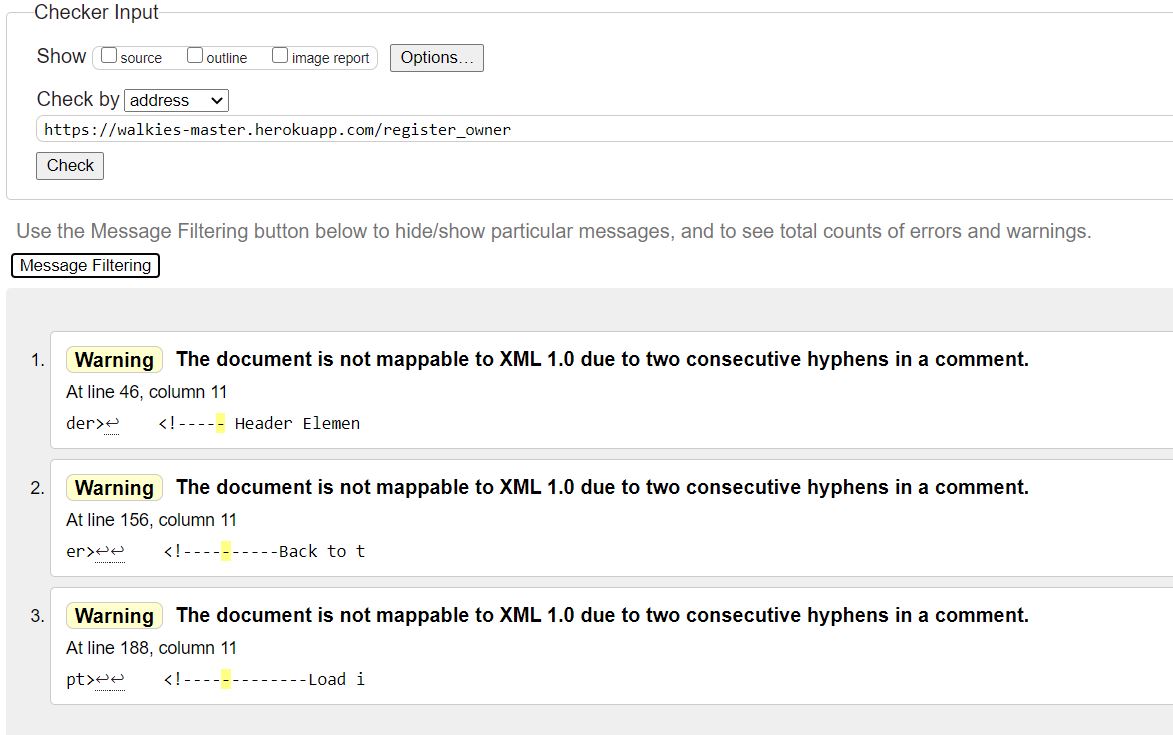 Checker Input
Show source outline image report Options...
Check by address
https://walkies-master.herokuapp.com/register_owner
Check
Use the Message Filtering button below to hide/show particular messages, and to see total counts of errors and warnings.
Message Filtering
1. Warning The document is not mappable to XML 1.0 due to two consecutive hyphens in a comment.
At line 46, column 11
der>↩    <!----- Header Elemen
2. Warning The document is not mappable to XML 1.0 due to two consecutive hyphens in a comment.
At line 156, column 11
er>↩↩    <!----------Back to t
3. Warning The document is not mappable to XML 1.0 due to two consecutive hyphens in a comment.
At line 188, column 11
pt>↩↩    <!-------------Load i